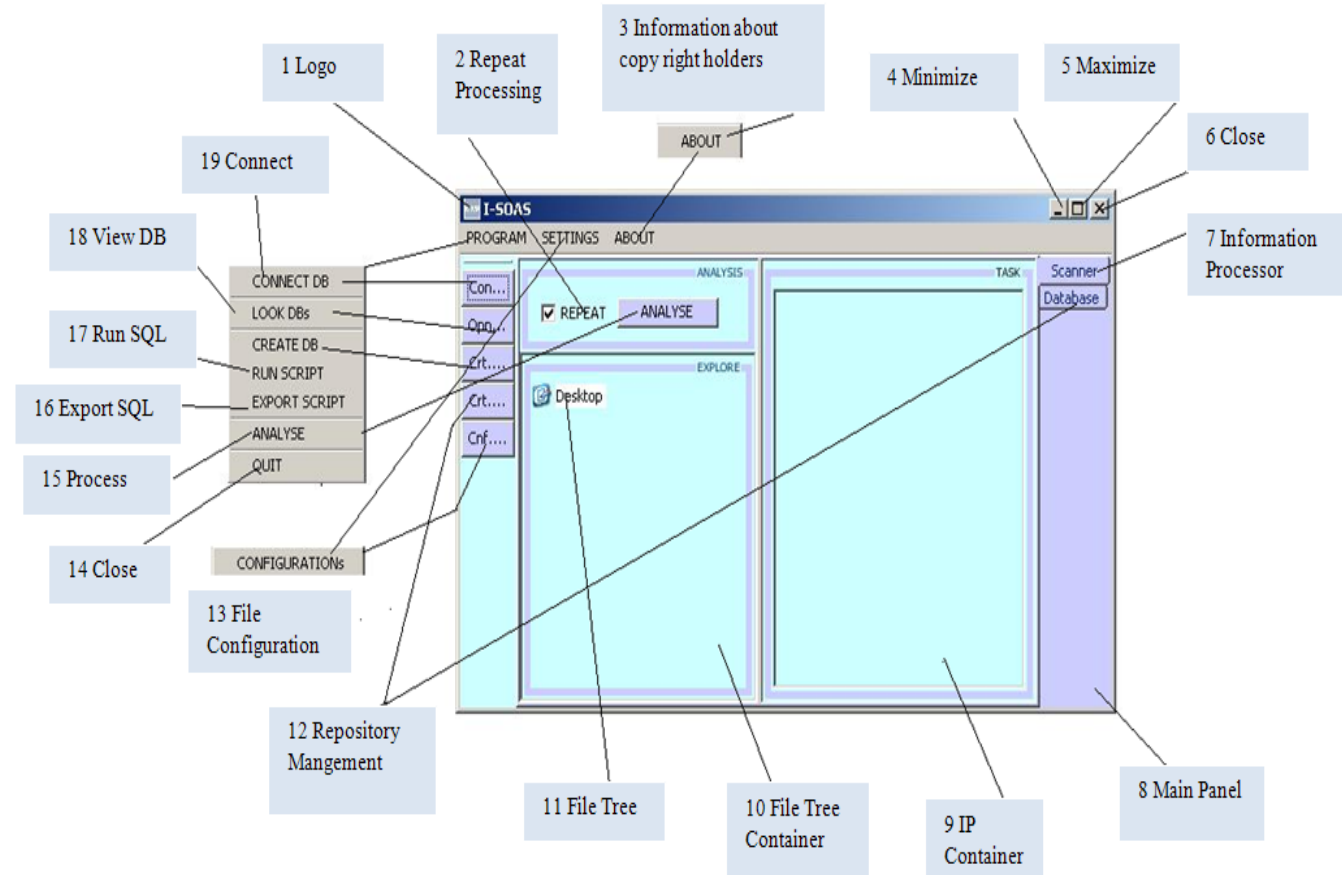 3 Information about
copy right holders
1 Logo
2 Repeat
Processing
4 Minimize
5 Maximize
6 Close
ABOUT
19 Connect
I-SOAS
PROGRAM SETTINGS ABOUT
18 View DB
7 Information
Processor
CONNECT DB
LOOK DBs
CREATE DB
RUN SCRIPT
EXPORT SCRIPT
ANALYSE
QUIT
17 Run SQL
16 Export SQL
15 Process
14 Close
CONFIGURATIONs
13 File
Configuration
Con...
Opn...
Crt....
Crt....
Cnf....
ANALYSIS
REPEAT ANALYSE
EXPLORE
Desktop
TASK
Scanner
Database
12 Repository
Mangement
11 File Tree
10 File Tree
Container
9 IP
Container
8 Main Panel